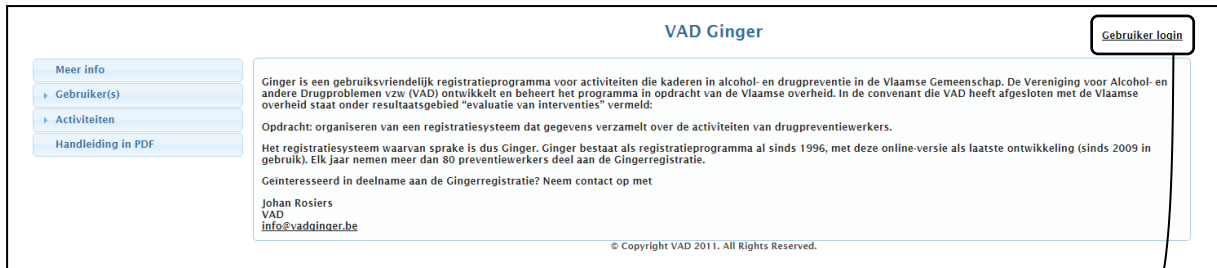 VAD Ginger
Gebruiker login
Meer info
Gebruiker(s)
Activiteiten
Handleiding in PDF
Ginger is een gebruiksvriendelijk registratieprogramma voor activiteiten die kaderen in alcohol- en drugpreventie in de Vlaamse Gemeenschap. De Vereniging voor Alcohol- en
andere Drugproblemen vzw (VAD) ontwikkelt en beheert het programma in opdracht van de Vlaamse overheid. In de convenant die VAD heeft afgesloten met de Vlaamse
overheid staat onder resultaatsgebied “evaluatie van interventies” vermeld:
Opdracht: organiseren van een registratiesysteem dat gegevens verzamelt over de activiteiten van drugpreventiewerkers.
Het registratiesysteem waarvan sprake is dus Ginger. Ginger bestaat als registratieprogramma al sinds 1996, met deze online-versie als laatste ontwikkeling (sinds 2009 in
gebruik). Elk jaar nemen meer dan 80 preventiewerkers deel aan de Gingerregistratie.
Geïnteresseerd in deelname aan de Gingerregistratie? Neem contact op met
Johan Rosiers
VAD
info@vadginger.be
© Copyright VAD 2011. All Rights Reserved.